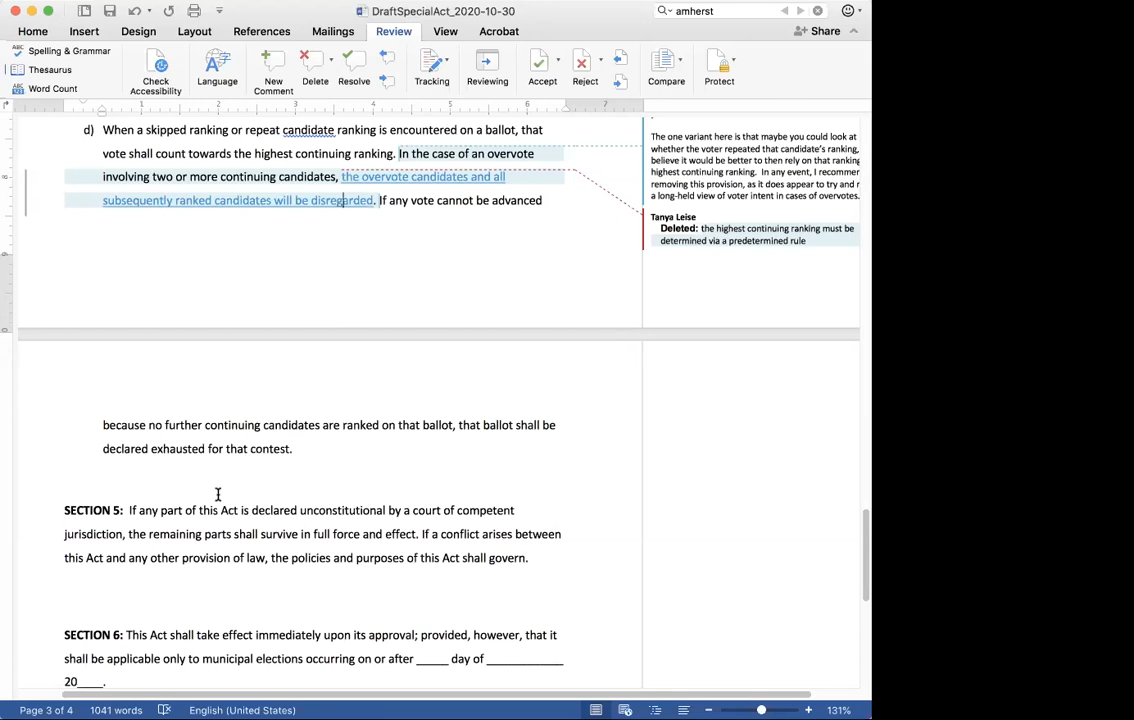 DraftSpecialAct_2020-10-30
amherst
Home Insert Design Layout References Mailings Review View Acrobat Share
Spelling & Grammar
Thesaurus
Word Count
Check Accessibility
Language
New Comment
Delete
Resolve
Tracking
Reviewing
Accept
Reject
Compare
Protect
1 2 3 4 5 6 7
d) When a skipped ranking or repeat candidate ranking is encountered on a ballot, that
vote shall count towards the highest continuing ranking. In the case of an overvote
involving two or more continuing candidates, the overvote candidates and all
subsequently ranked candidates will be disregarded. If any vote cannot be advanced
The one variant here is that maybe you could look at
whether the voter repeated that candidate's ranking,
believe it would be better to then rely on that ranking
highest continuing ranking. In any event, I recommer
removing this provision, as it does appear to try and r
a long-held view of voter intent in cases of overvotes.
Tanya Leise
Deleted: the highest continuing ranking must be
determined via a predetermined rule
because no further continuing candidates are ranked on that ballot, that ballot shall be
declared exhausted for that contest.
SECTION 5: If any part of this Act is declared unconstitutional by a court of competent
jurisdiction, the remaining parts shall survive in full force and effect. If a conflict arises between
this Act and any other provision of law, the policies and purposes of this Act shall govern.
SECTION 6: This Act shall take effect immediately upon its approval; provided, however, that it
shall be applicable only to municipal elections occurring on or after _____ day of ____________
20____.
Page 3 of 4 1041 words English (United States) 131%